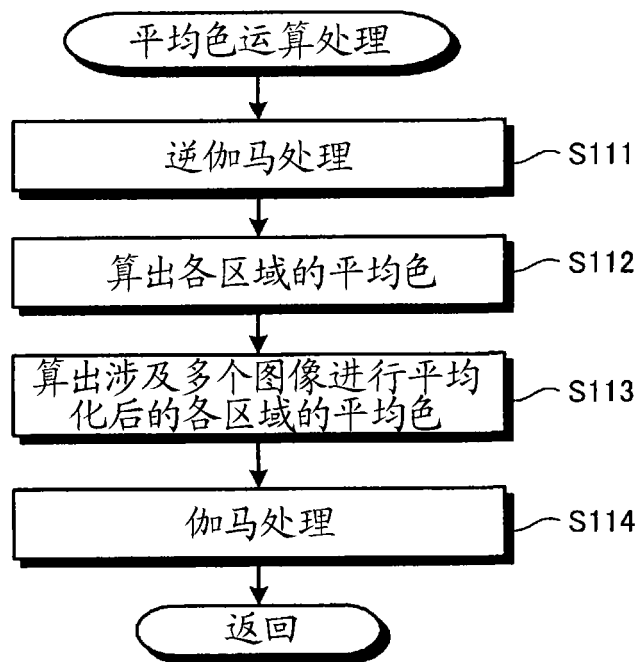 平均色运算处理
逆伽马处理
S111
算出各区域的平均色
S112
算出涉及多个图像进行平均
化后的各区域的平均色
S113
伽马处理
S114
返回